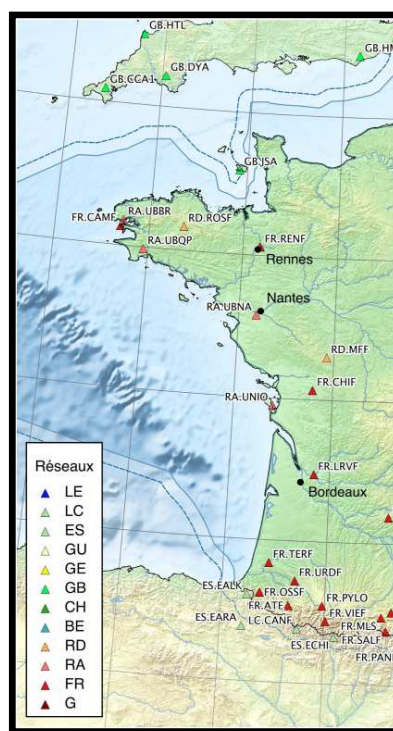 GB.HTL
GB.HM
GB.DYA
GB.CCA1
GB.JSA
RA.UBBR
FR.CAMF
RD.ROSF
RA.UBQP
FR.RENF
Rennes
Nantes
RA.UBNA
RD.MFF
FR.CHIF
RA.UNIO
FR.LRVF
Bordeaux
Réseaux
LE
LC
ES
GU
GE
GB
CH
BE
RD
RA
FR
G
FR.TERF
FR.URDF
ES.EALK
FR.OSSF
FR.ATE
FR.PYLO
ES.EARA
LC.CANF
FR.VIEF
FR.MLS
ES.ECHI
FR.SALF
FR.PAN